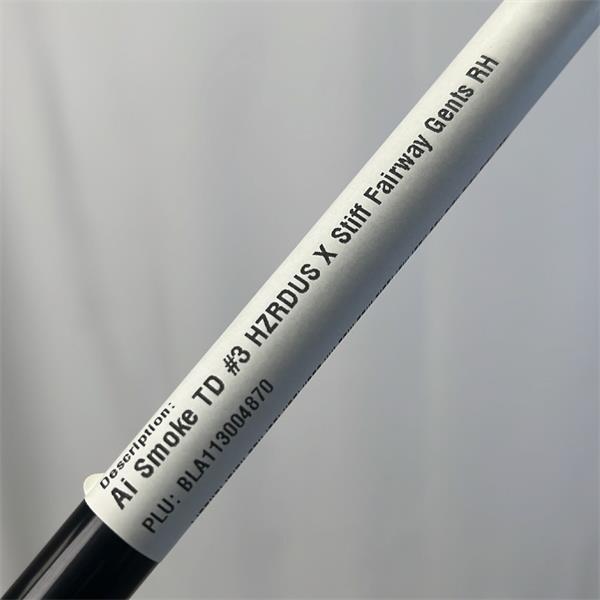 Description:
Ai Smoke TD #3 HZRDUS X Stiff Fairway Gents RH
PLU: BLA113004870